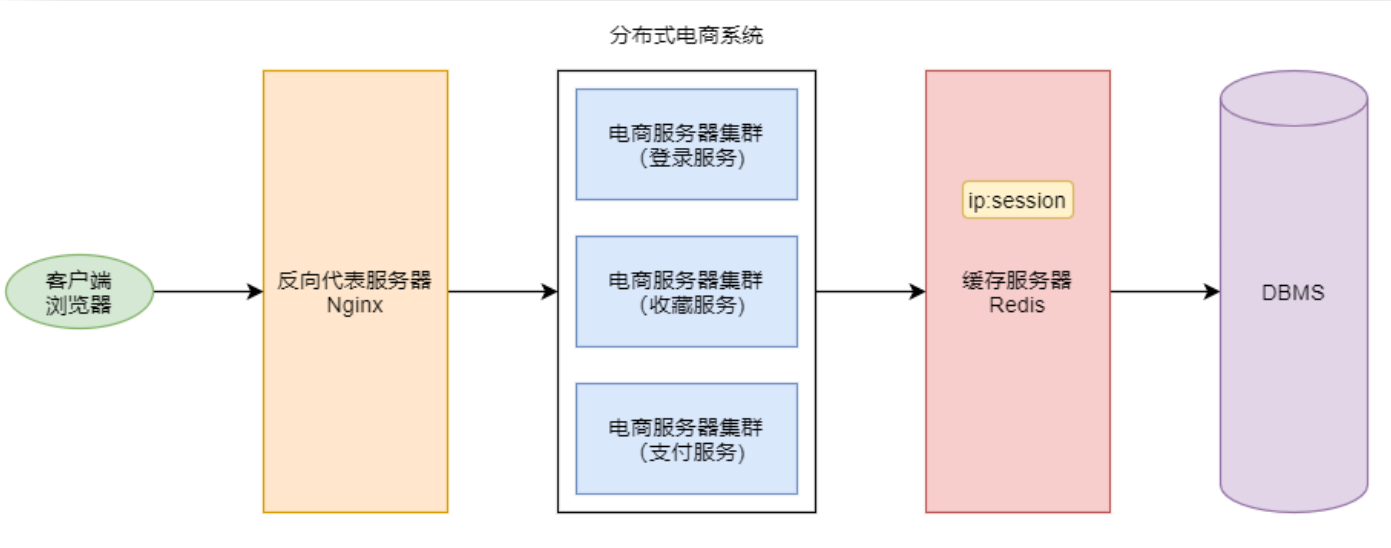 分布式电商系统
客户端
浏览器
反向代表服务器
Nginx
电商服务器集群
（登录服务)
电商服务器集群
（收藏服务)
电商服务器集群
（支付服务)
ip:session
缓存服务器
Redis
DBMS